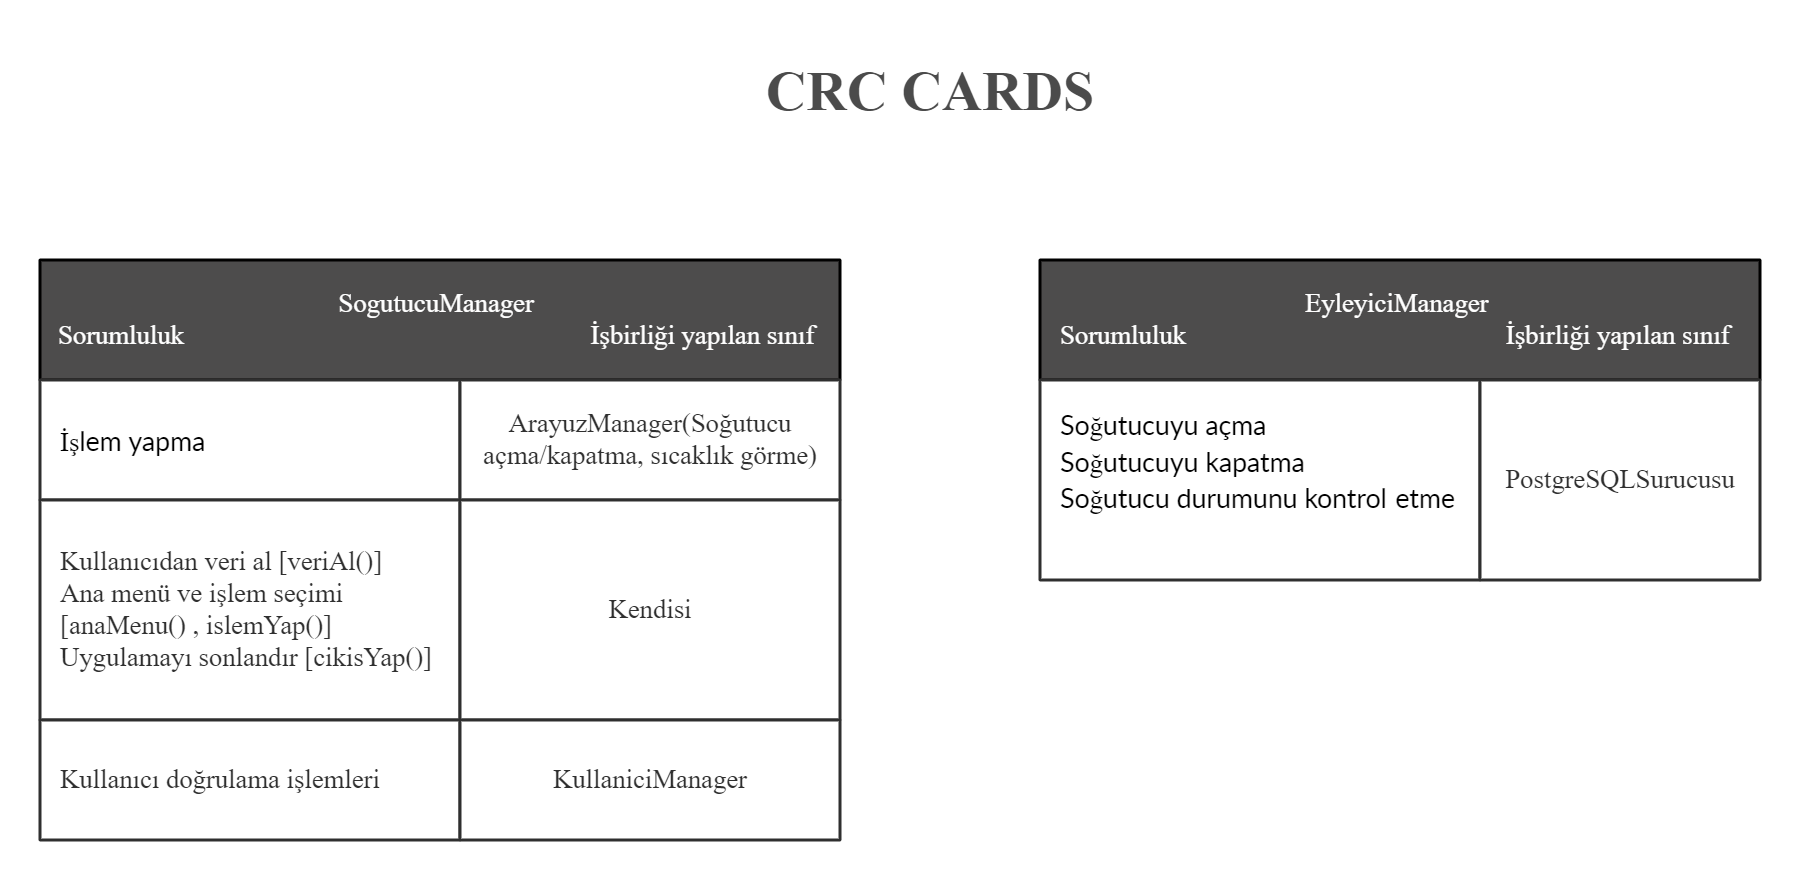 CRC CARDS
SogutucuManager
Sorumluluk
İşbirliği yapılan sınıf
İşlem yapma
ArayuzManager(Soğutucu
açma/kapatma, sıcaklık görme)
Kullanıcıdan veri al [veriAl()]
Ana menü ve işlem seçimi
[anaMenu() , islemYap()]
Uygulamayı sonlandır [cikisYap()]
Kendisi
Kullanıcı doğrulama işlemleri
KullaniciManager
EyleyiciManager
Sorumluluk
İşbirliği yapılan sınıf
Soğutucuyu açma
Soğutucuyu kapatma
Soğutucu durumunu kontrol etme
PostgreSQLSurucusu